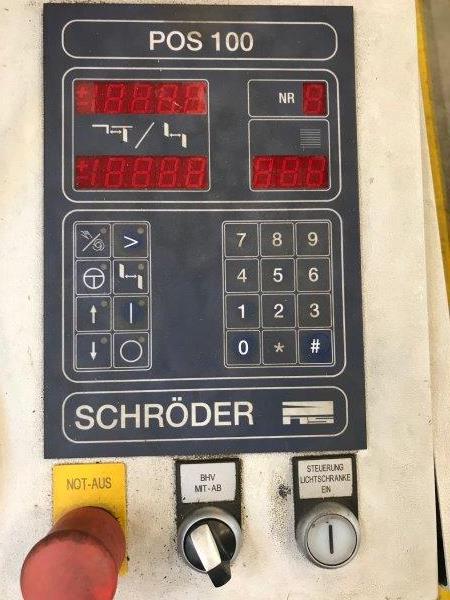 POS 100
NR
7 8 9
4 5 6
1 2 3
0 * #
SCHRÖDER
NOT-AUS
BHV
MIT-AB
STEUERUNG
LICHTSCHRANKE
EIN